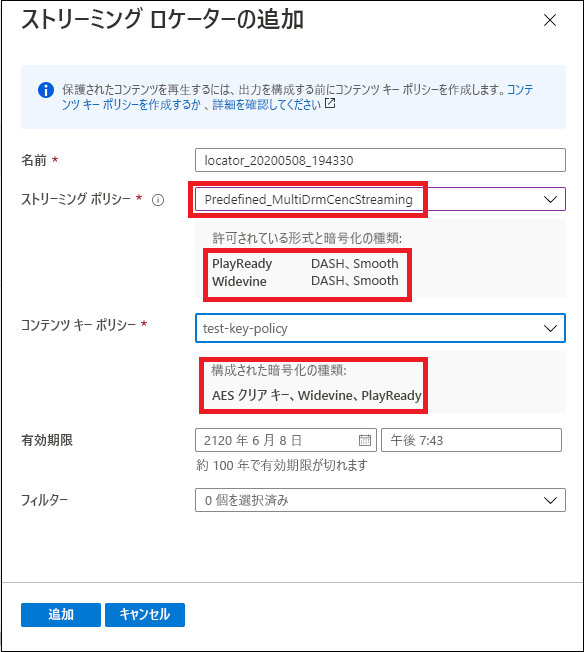 ストリーミング ロケーターの追加
保護されたコンテンツを再生するには、出力を構成する前にコンテンツ キー ポリシーを作成します。コンテ
ンツ キー ポリシーを作成するか 、詳細を確認してください
名前 *
locator_20200508_194330
ストリーミング ポリシー *
Predefined_MultiDrmCencStreaming
許可されている形式と暗号化の種類:
PlayReady DASH、Smooth
Widevine DASH、Smooth
コンテンツ キー ポリシー *
test-key-policy
構成された暗号化の種類:
AES クリア キー、Widevine、PlayReady
有効期限
2120 年 6 月 8 日
午後 7:43
約 100 年で有効期限が切れます
フィルター
0 個を選択済み
追加
キャンセル